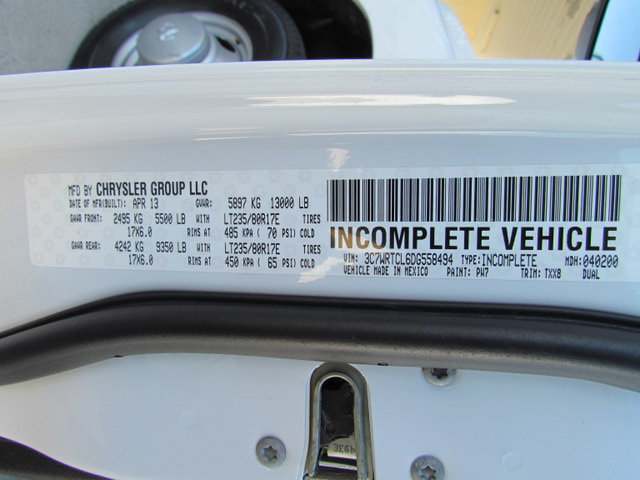 MFD BY CHRYSLER GROUP LLC
DATE OF MFR(BUILT): APR 13 GVWR: 5897 KG 13000 LB
GAWR FRONT: 2495 KG 5500 LB WITH LT235/80R17E TIRES
17X6.0 RIMS AT 485 KPA( 70 PSI) COLD
GAWR REAR: 4242 KG 9350 LB WITH LT235/80R17E TIRES
17X6.0 RIMS AT 450 KPA( 65 PSI) COLD
INCOMPLETE VEHICLE
VIN: 3C7WRTCL6DG558494 TYPE: INCOMPLETE MDH: 040200
VEHICLE MADE IN MEXICO PAINT: PW7 TRIM: TXX8 DUAL